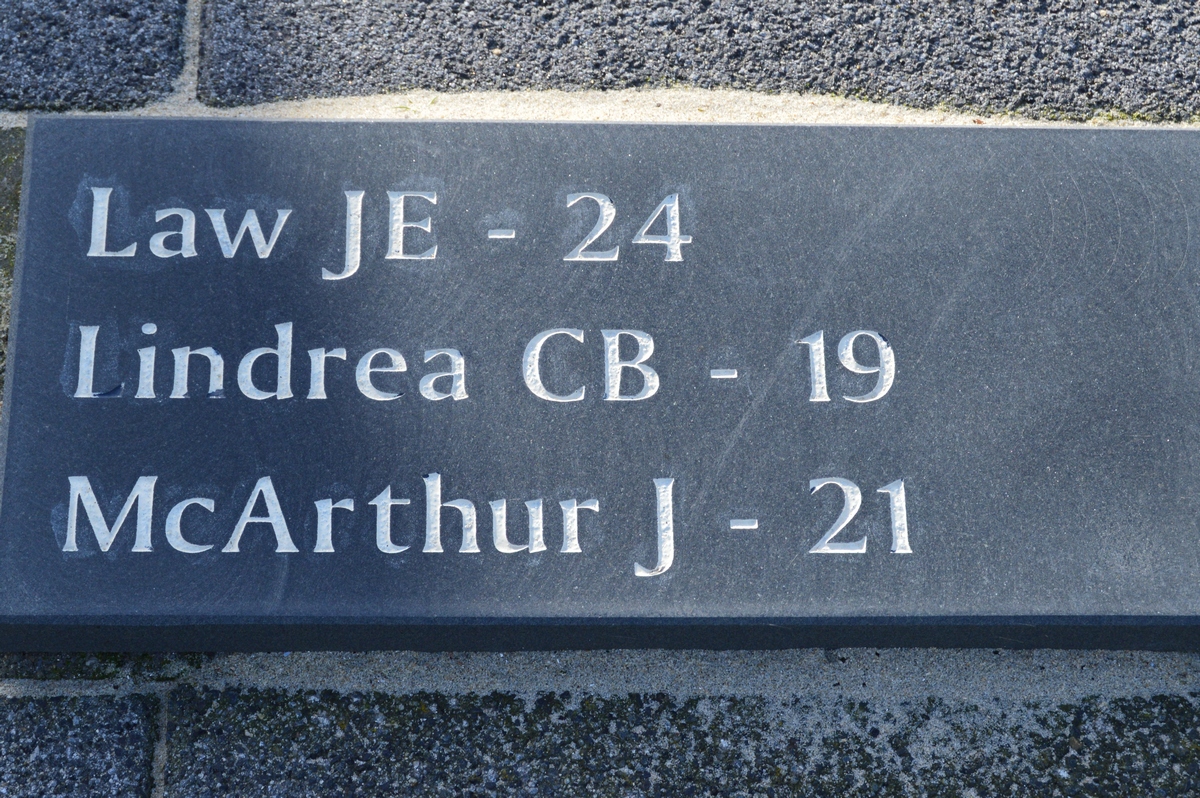 Law JE - 24
Lindrea CB - 19
McArthur J - 21